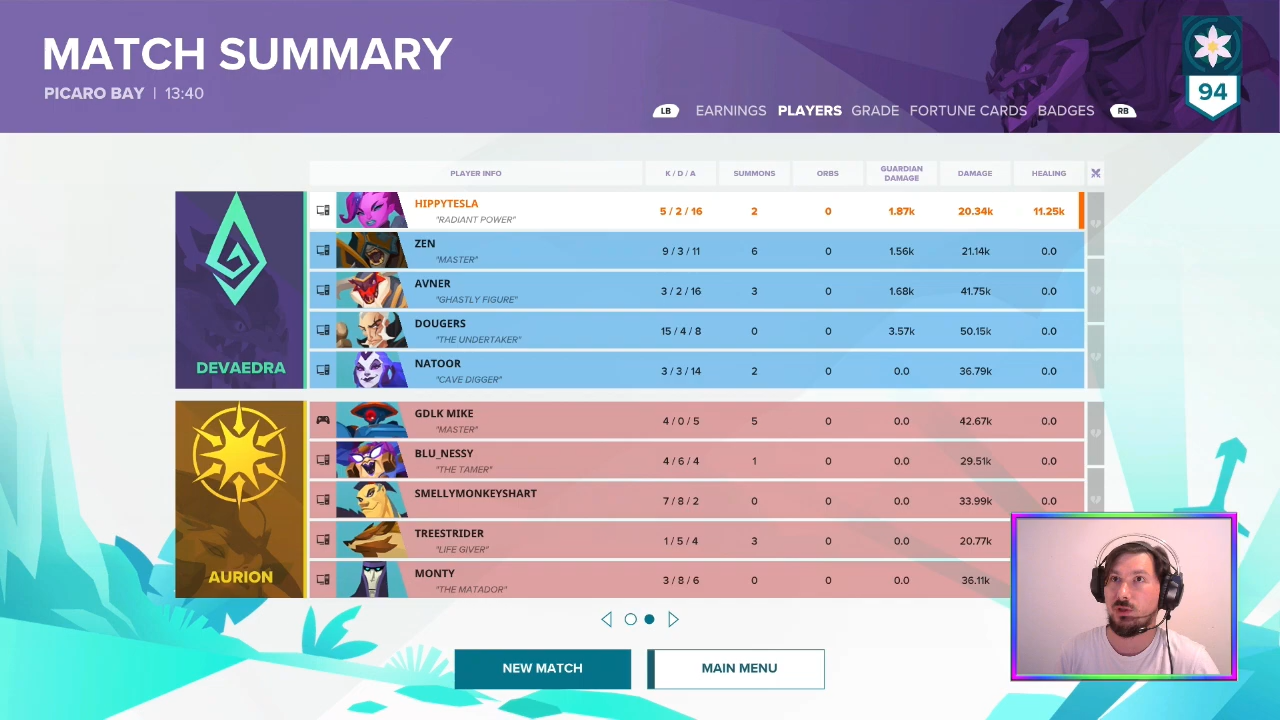 MATCH SUMMARY
PICARO BAY | 13:40
94
LB EARNINGS PLAYERS GRADE FORTUNE CARDS BADGES RB
PLAYER INFO K / D / A SUMMONS ORBS GUARDIAN DAMAGE DAMAGE HEALING
HIPPYTESLA 5 / 2 / 16 2 0 1.87k 20.34k 11.25k
"RADIANT POWER"
ZEN 9 / 3 / 11 6 0 1.56k 21.14k 0.0
"MASTER"
AVNER 3 / 2 / 16 3 0 1.68k 41.75k 0.0
"GHASTLY FIGURE"
DOUGERS 15 / 4 / 8 0 0 3.57k 50.15k 0.0
"THE UNDERTAKER"
NATOOR 3 / 3 / 14 2 0 0.0 36.79k 0.0
"CAVE DIGGER"
DEVAEDRA
GDLK MIKE 4 / 0 / 5 5 0 0.0 42.67k 0.0
"MASTER"
BLU_NESSY 4 / 6 / 4 1 0 0.0 29.51k 0.0
"THE TAMER"
SMELLYMONKEYSHART 7 / 8 / 2 0 0 0.0 33.99k 0.0
TREESTRIDER 1 / 5 / 4 3 0 0.0 20.77k
"LIFE GIVER"
MONTY 3 / 8 / 6 0 0 0.0 36.11k
"THE MATADOR"
AURION
NEW MATCH MAIN MENU